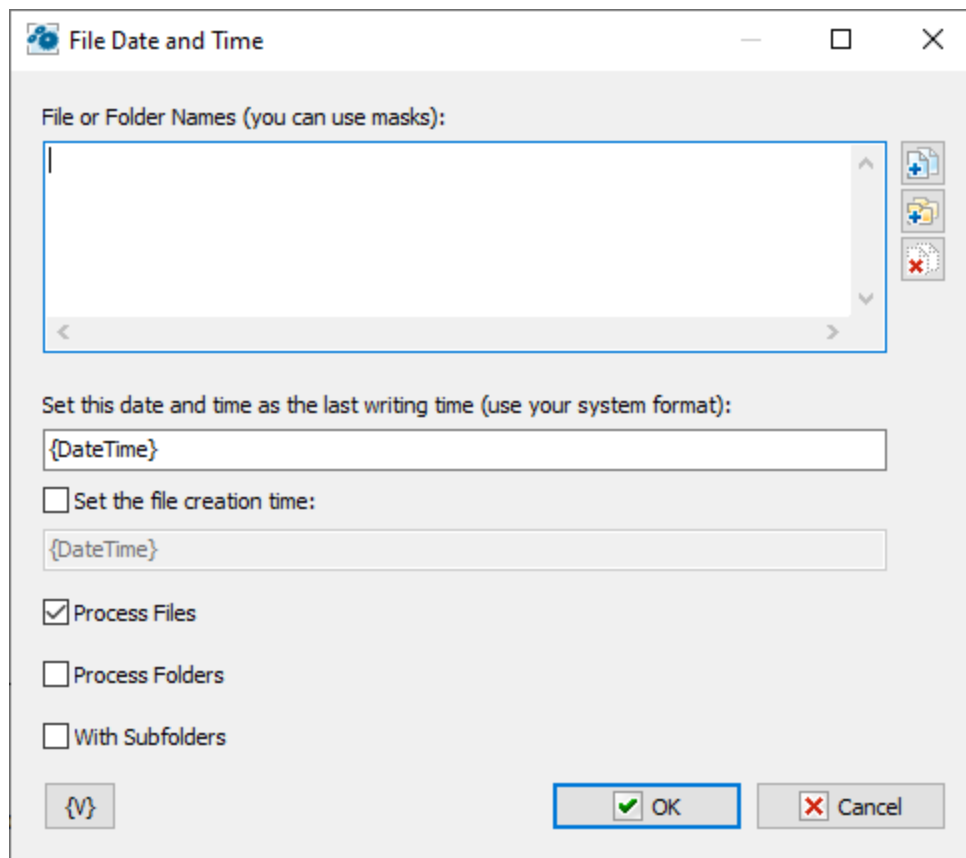 File Date and Time
File or Folder Names (you can use masks):
Set this date and time as the last writing time (use your system format):
{DateTime}
Set the file creation time:
{DateTime}
Process Files
Process Folders
With Subfolders
{V}
OK
Cancel